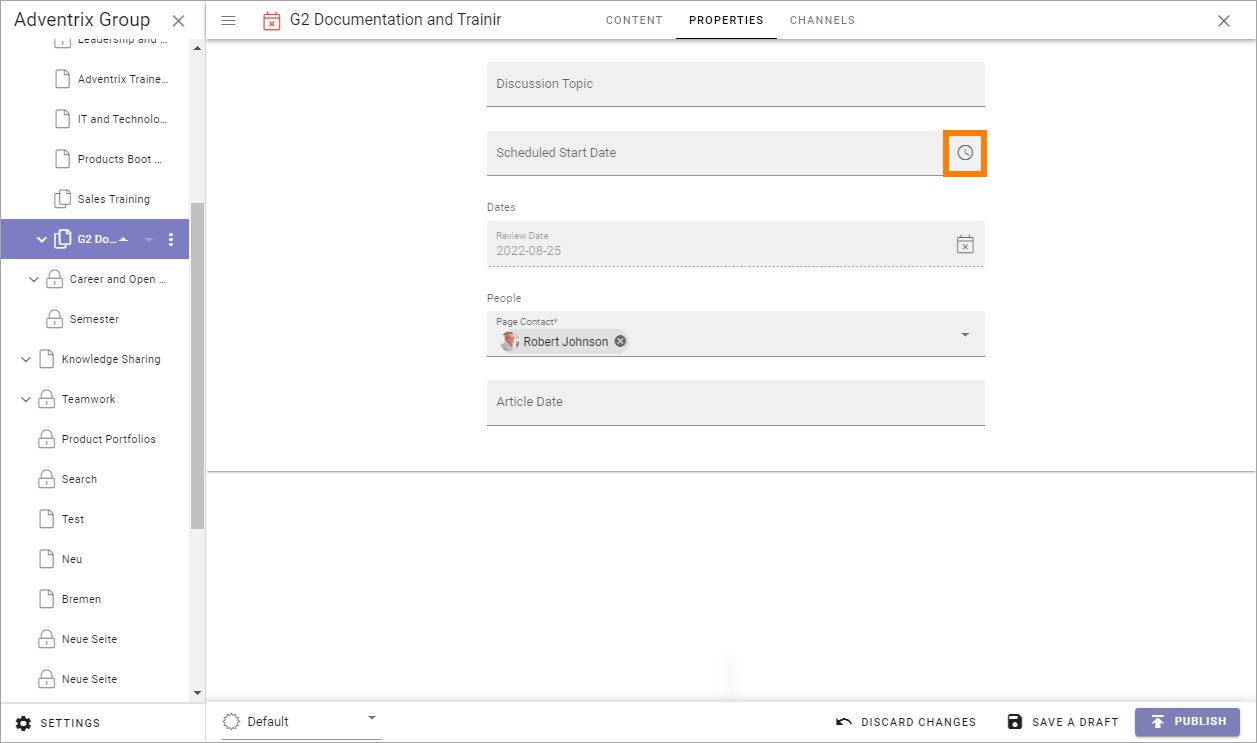 Adventrix Group
Leadership and ...
Adventrix Traine...
IT and Technolo...
Products Boot ...
Sales Training
G2 Do...
Career and Open ...
Semester
Knowledge Sharing
Teamwork
Product Portfolios
Search
Test
Neu
Bremen
Neue Seite
Neue Seite
SETTINGS
G2 Documentation and Trainin
CONTENT
PROPERTIES
CHANNELS
Discussion Topic
Scheduled Start Date
Dates
Review Date
2022-08-25
People
Page Contact*
Robert Johnson
Article Date
Default
DISCARD CHANGES
SAVE A DRAFT
PUBLISH